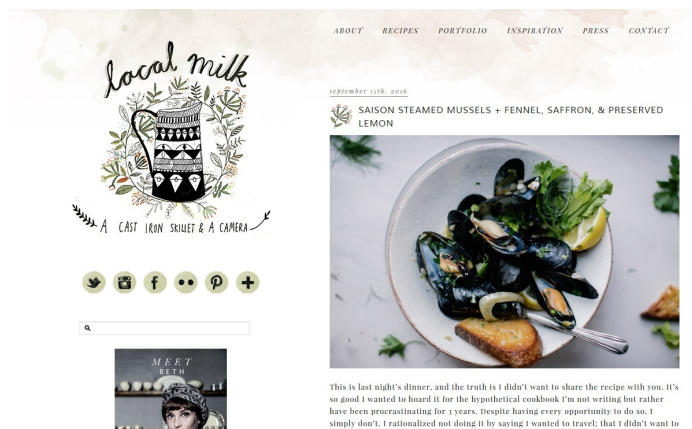 local milk
A CAST IRON SKILLET & A CAMERA
MEET
BETH
ABOUT RECIPES PORTFOLIO INSPIRATION PRESS CONTACT
september 15th, 2016
SAISON STEAMED MUSSELS + FENNEL, SAFFRON, & PRESERVED
LEMON
This is last night's dinner, and the truth is I didn't want to share the recipe with you. It's
so good I wanted to hoard it for the hypothetical cookbook I'm not writing but rather
have been procrastinating for 3 years. Despite having every opportunity to do so, I
simply don't. I rationalized not doing it by saying I wanted to travel; that I didn't want to